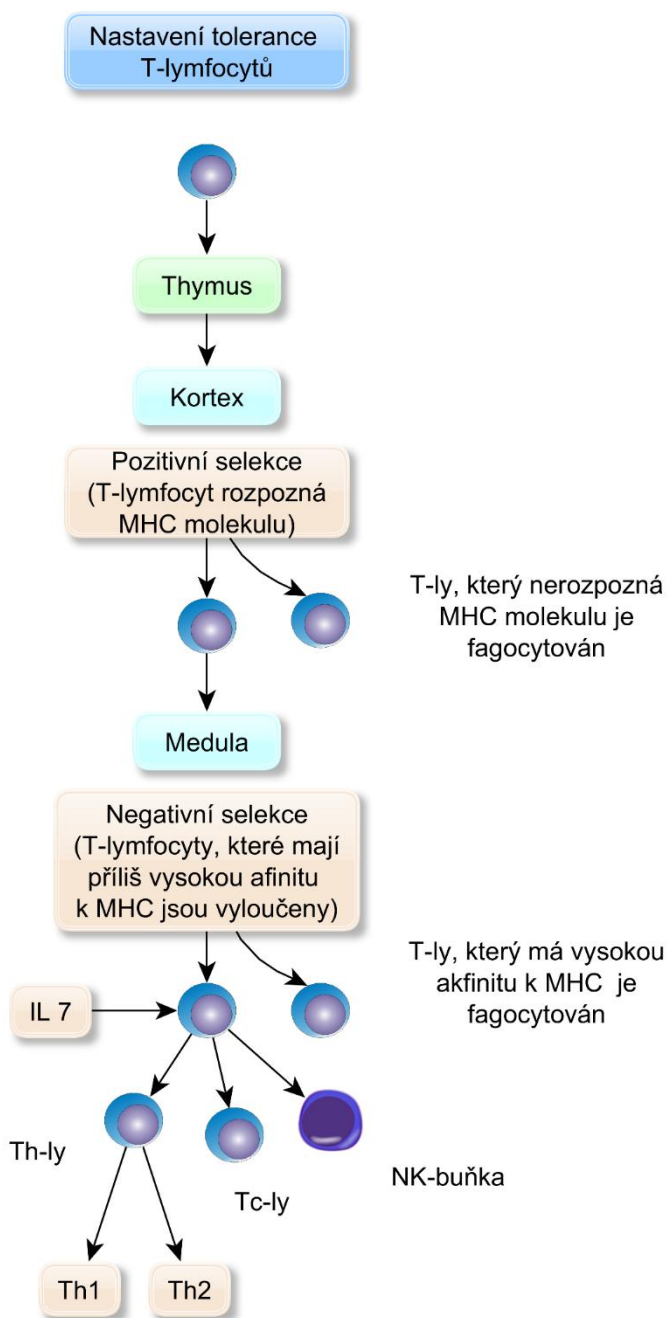 Nastavení tolerance
T-lymfocytů
Thymus
Kortex
Pozitivní selekce
(T-lymfocyt rozpozná
MHC molekulu)
T-ly, který nerozpozná
MHC molekulu je
fagocytován
Medula
Negativní selekce
(T-lymfocyty, které mají
příliš vysokou afinitu
k MHC jsou vyloučeny)
T-ly, který má vysokou
akfinitu k MHC je
fagocytován
IL 7
Th-ly
Tc-ly
NK-buňka
Th1
Th2